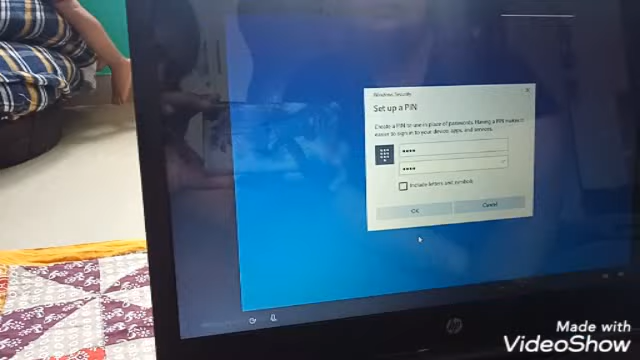 Windows Security
Set up a PIN
Create a PIN to use in place of passwords. Having a PIN makes it
easier to sign in to your device, apps, and services.
••••
••••
Include letters and symbols
OK
Cancel
hp
Made with
VideoShow